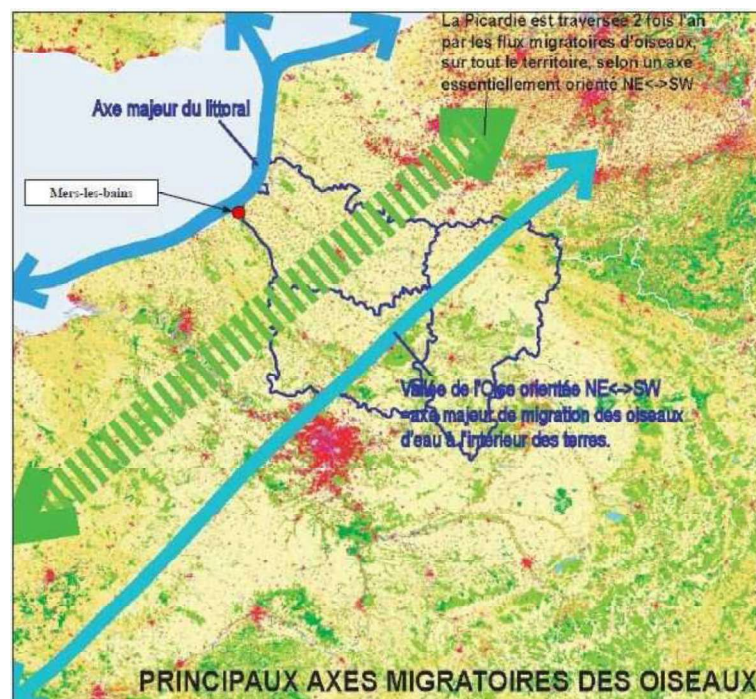 La Picardie est traversée 2 fois l'an
par les flux migratoires d'oiseaux,
sur tout le territoire, selon un axe
essentiellement orienté NE<->SW
Axe majeur du littoral
Mers-les-bains
Vallée de l'Oise orientée NE<->SW
=axe majeur de migration des oiseaux
d'eau à l'intérieur des terres.
PRINCIPAUX AXES MIGRATOIRES DES OISEAUX